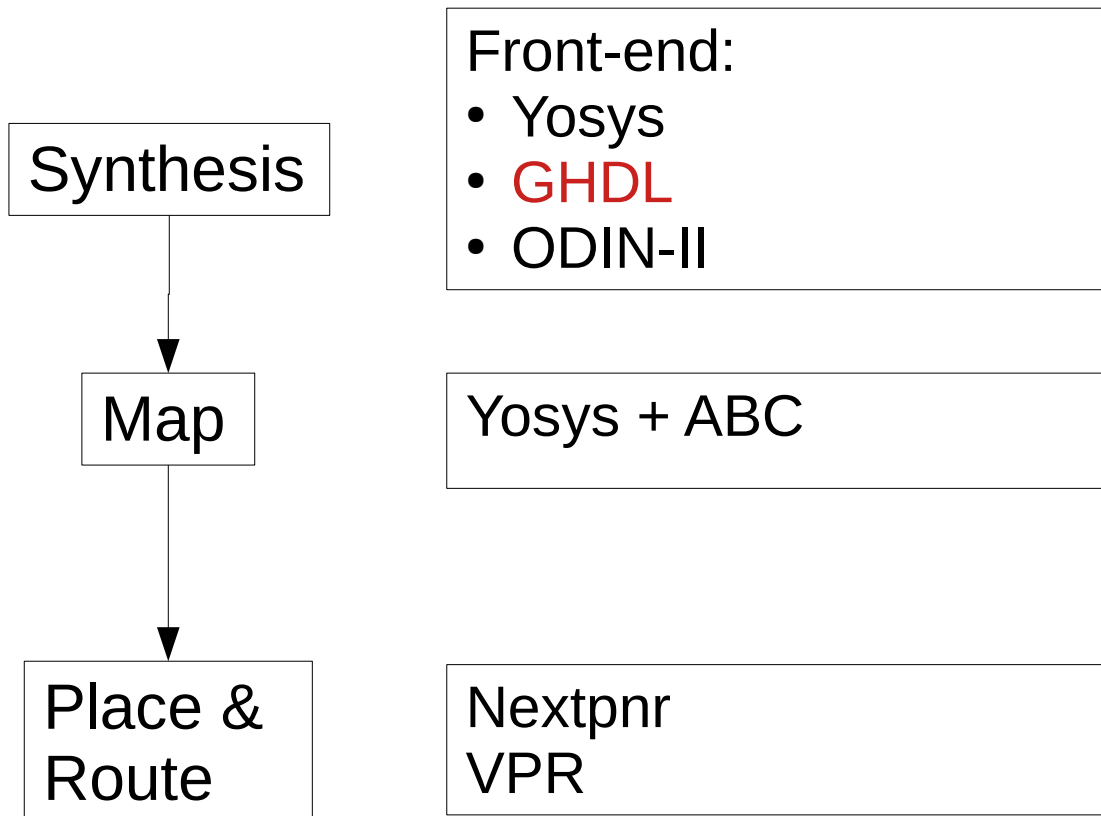 Synthesis
Front-end:
• Yosys
• GHDL
• ODIN-II
Map
Yosys + ABC
Place &
Route
Nextpnr
VPR